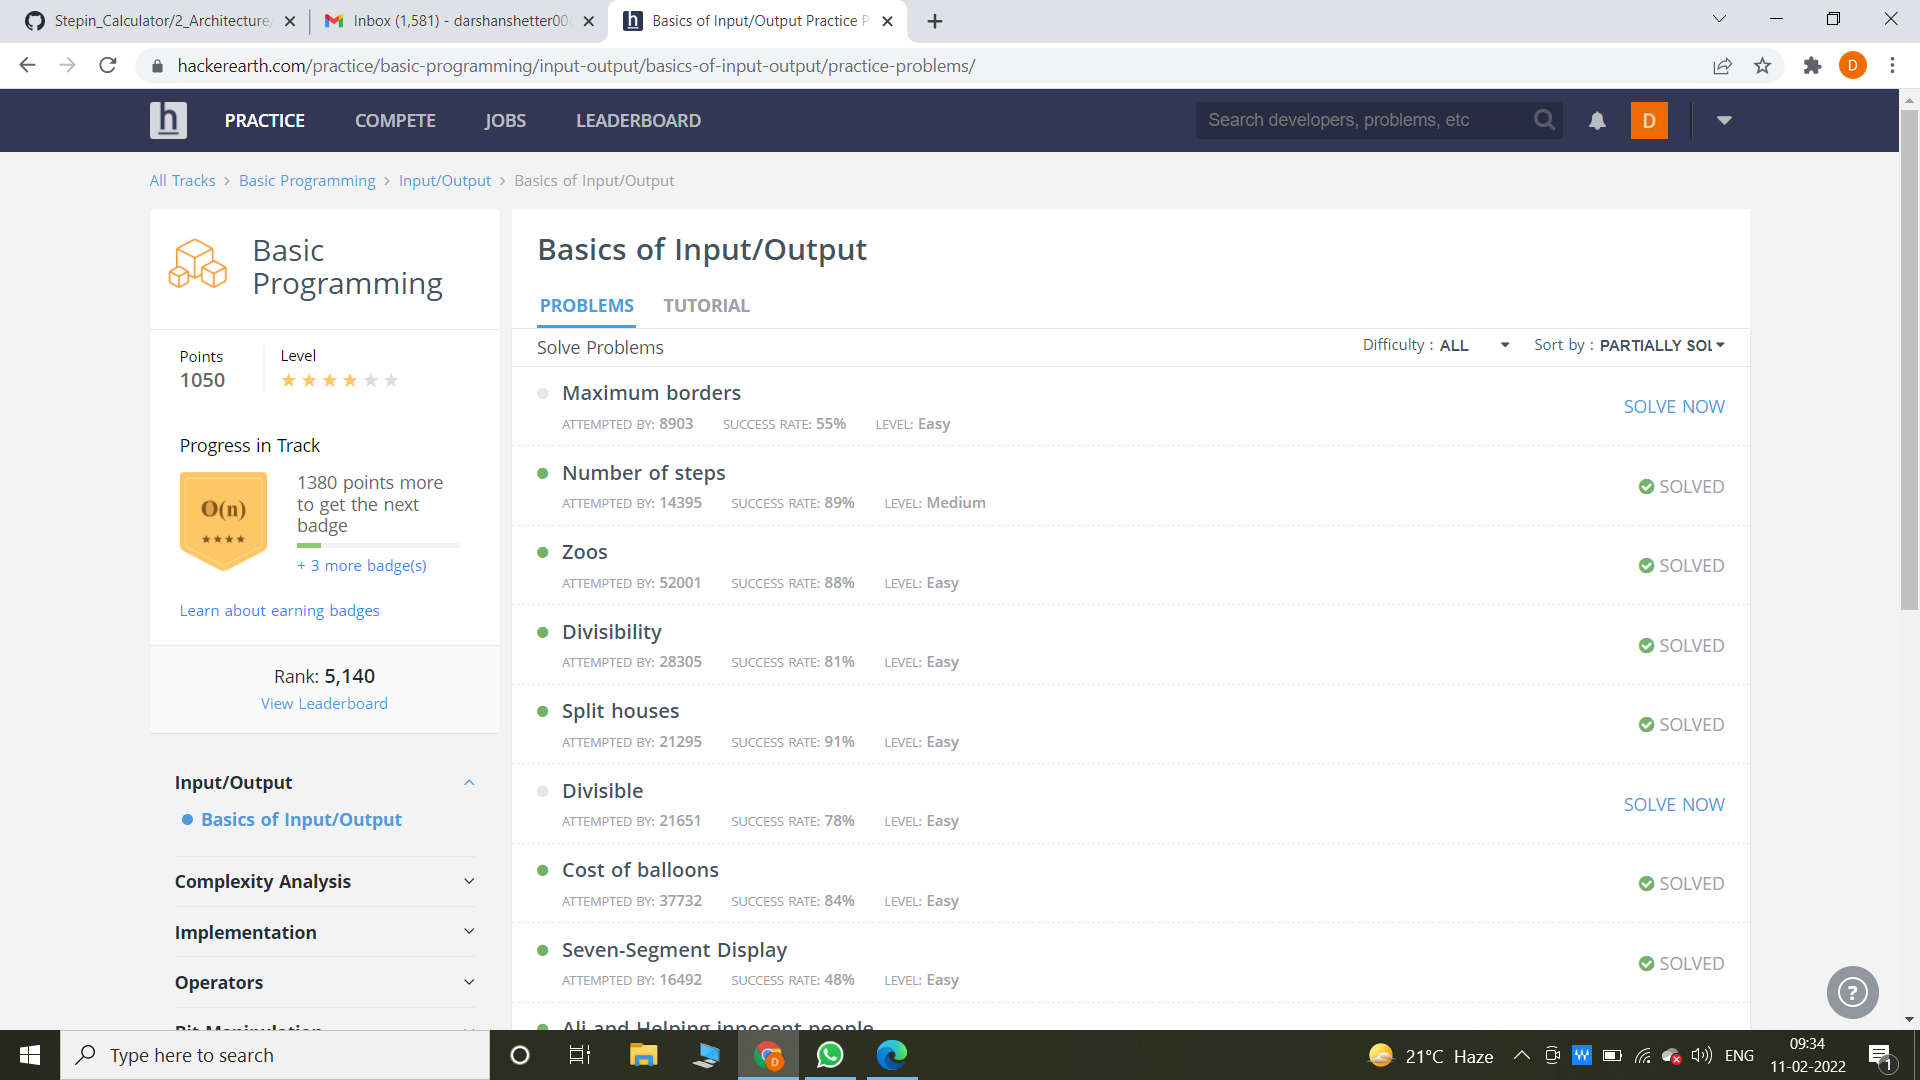 Stepin_Calculator/2_Architecture/
Inbox (1,581) - darshanshetter00
Basics of Input/Output Practice P
hackerearth.com/practice/basic-programming/input-output/basics-of-input-output/practice-problems/
D
h
PRACTICE
COMPETE
JOBS
LEADERBOARD
Search developers, problems, etc
D
All Tracks > Basic Programming > Input/Output > Basics of Input/Output
Basic
Programming
Points
1050
Level
Progress in Track
O(n)
1380 points more
to get the next
badge
+ 3 more badge(s)
Learn about earning badges
Rank: 5,140
View Leaderboard
Input/Output
Basics of Input/Output
Complexity Analysis
Implementation
Operators
Bit Manipulation
Basics of Input/Output
PROBLEMS
TUTORIAL
Solve Problems
Difficulty : ALL
Sort by : PARTIALLY SOL
Maximum borders
ATTEMPTED BY: 8903 SUCCESS RATE: 55% LEVEL: Easy
SOLVE NOW
Number of steps
ATTEMPTED BY: 14395 SUCCESS RATE: 89% LEVEL: Medium
SOLVED
Zoos
ATTEMPTED BY: 52001 SUCCESS RATE: 88% LEVEL: Easy
SOLVED
Divisibility
ATTEMPTED BY: 28305 SUCCESS RATE: 81% LEVEL: Easy
SOLVED
Split houses
ATTEMPTED BY: 21295 SUCCESS RATE: 91% LEVEL: Easy
SOLVED
Divisible
ATTEMPTED BY: 21651 SUCCESS RATE: 78% LEVEL: Easy
SOLVE NOW
Cost of balloons
ATTEMPTED BY: 37732 SUCCESS RATE: 84% LEVEL: Easy
SOLVED
Seven-Segment Display
ATTEMPTED BY: 16492 SUCCESS RATE: 48% LEVEL: Easy
SOLVED
Ali and Helping innocent people
?
Type here to search
D
W
21°C Haze
ENG
09:34
11-02-2022
1